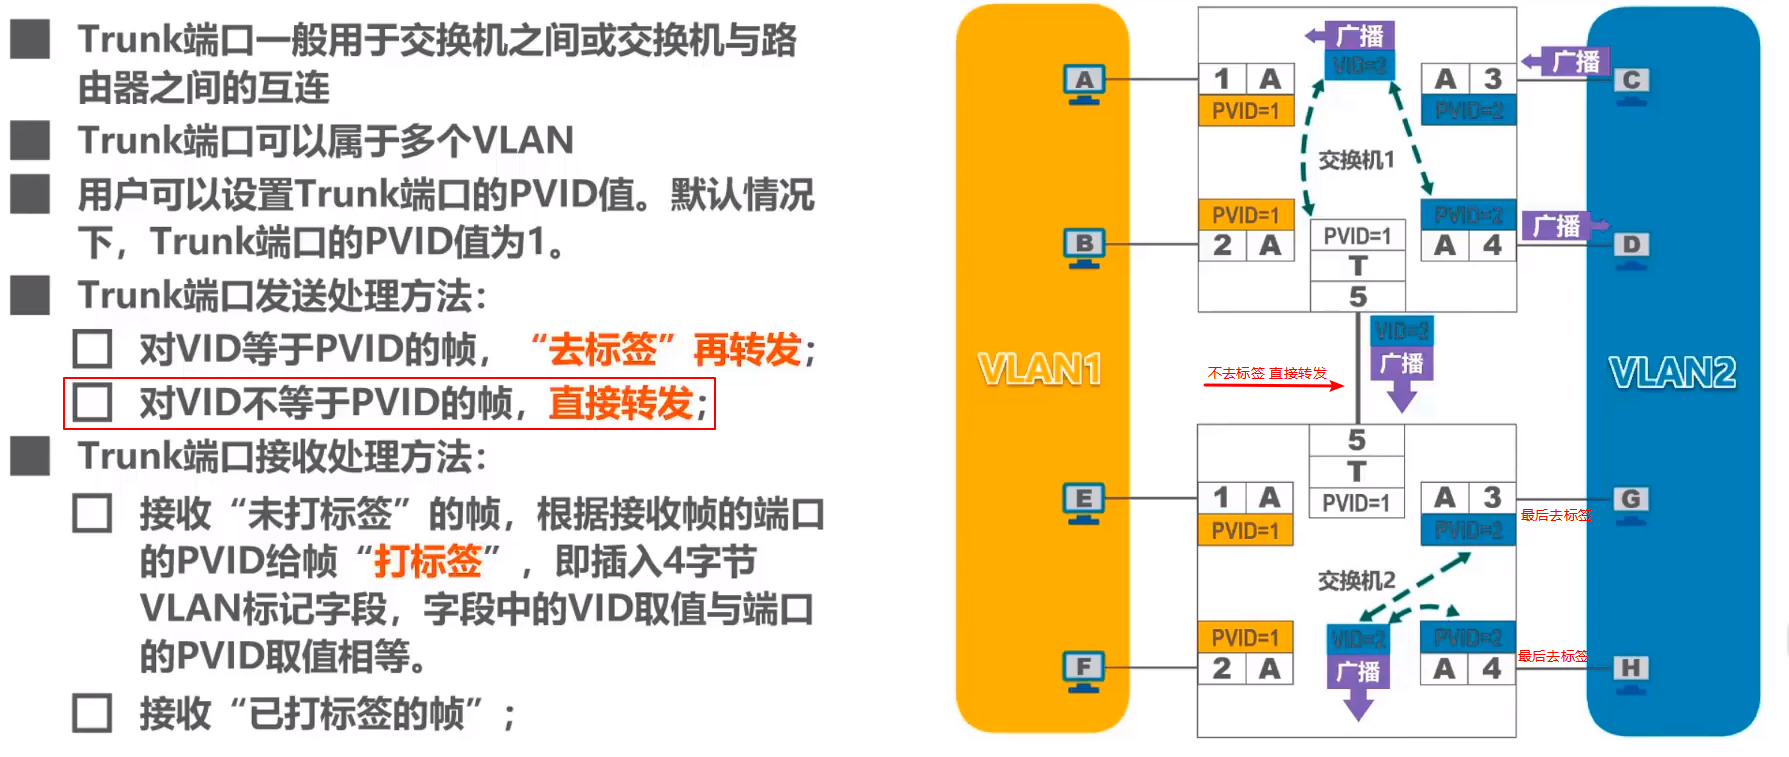 Trunk端口一般用于交换机之间或交换机与路
由器之间的互连
Trunk端口可以属于多个VLAN
用户可以设置Trunk端口的PVID值。默认情况
下，Trunk端口的PVID值为1。
Trunk端口发送处理方法：
对VID等于PVID的帧，“去标签”再转发；
对VID不等于PVID的帧，直接转发；
Trunk端口接收处理方法：
接收“未打标签”的帧，根据接收帧的端口
的PVID给帧“打标签”，即插入4字节
VLAN标记字段，字段中的VID取值与端口
的PVID取值相等。
接收“已打标签的帧”；
VLAN1
VLAN2
广播
VID=2
广播
A
1 A
PVID=1
A 3
PVID=2
C
交换机1
B
PVID=1
2 A
PVID=1
T
5
PVID=2
A 4
广播
D
VID=2
广播
不去标签 直接转发
5
T
PVID=1
E
1 A
PVID=1
A 3
PVID=2
G
最后去标签
交换机2
F
PVID=1
2 A
VID=2
广播
PVID=2
A 4
最后去标签
H